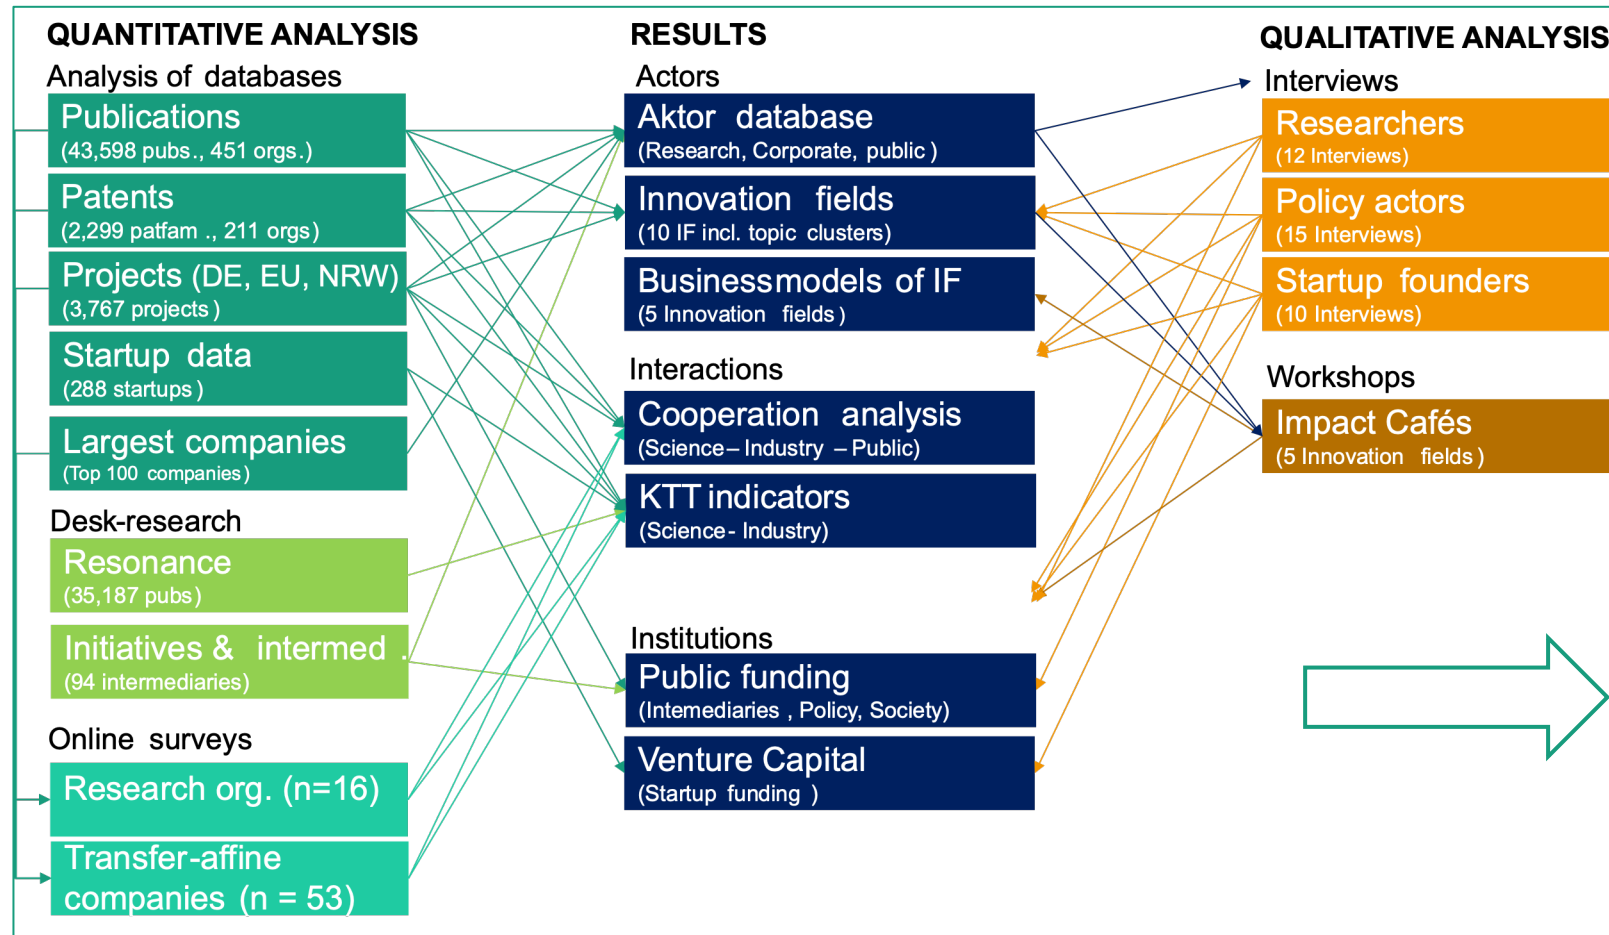 QUANTITATIVE ANALYSIS
Analysis of databases
Publications
(43,598 pubs., 451 orgs.)
Patents
(2,299 patfam ., 211 orgs)
Projects (DE, EU, NRW)
(3,767 projects )
Startup data
(288 startups )
Largest companies
(Top 100 companies)
Desk-research
Resonance
(35,187 pubs)
Initiatives & intermed .
(94 intermediaries)
Online surveys
Research org. (n=16)
Transfer-affine
companies (n = 53)
RESULTS
Actors
Aktor database
(Research, Corporate, public )
Innovation fields
(10 IF incl. topic clusters)
Businessmodels of IF
(5 Innovation fields )
Interactions
Cooperation analysis
(Science – Industry – Public)
KTT indicators
(Science - Industry)
Institutions
Public funding
(Intemediaries , Policy, Society)
Venture Capital
(Startup funding )
QUALITATIVE ANALYSIS
Interviews
Researchers
(12 Interviews)
Policy actors
(15 Interviews)
Startup founders
(10 Interviews)
Workshops
Impact Cafés
(5 Innovation fields )